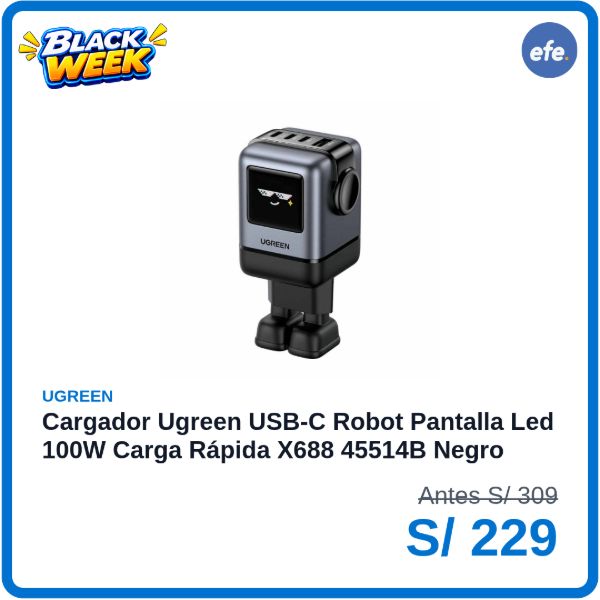 BLACK
WEEK
efe.
UGREEN
UGREEN
Cargador Ugreen USB-C Robot Pantalla Led
100W Carga Rápida X688 45514B Negro
Antes S/ 309
S/ 229